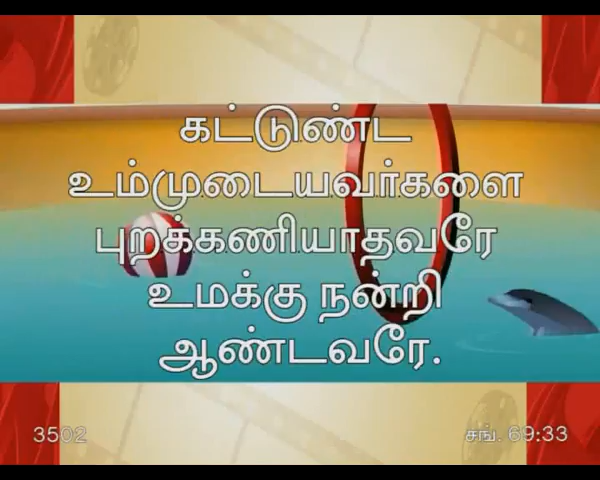 கட்டுண்ட
உம்முடையவர்களை
புறக்கணியாதவரே
உமக்கு நன்றி
ஆண்டவரே.
3502
சங். 69:33